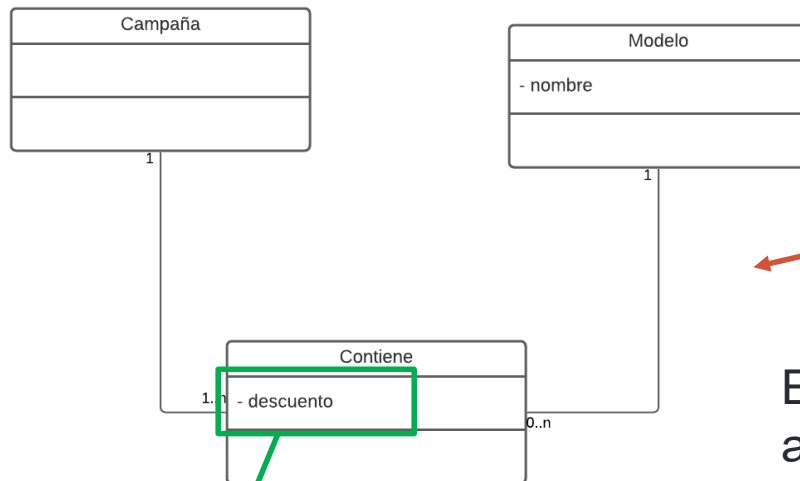 Campaña
Modelo
- nombre
1
1
Contiene
1..n
- descuento
0..n
E
a